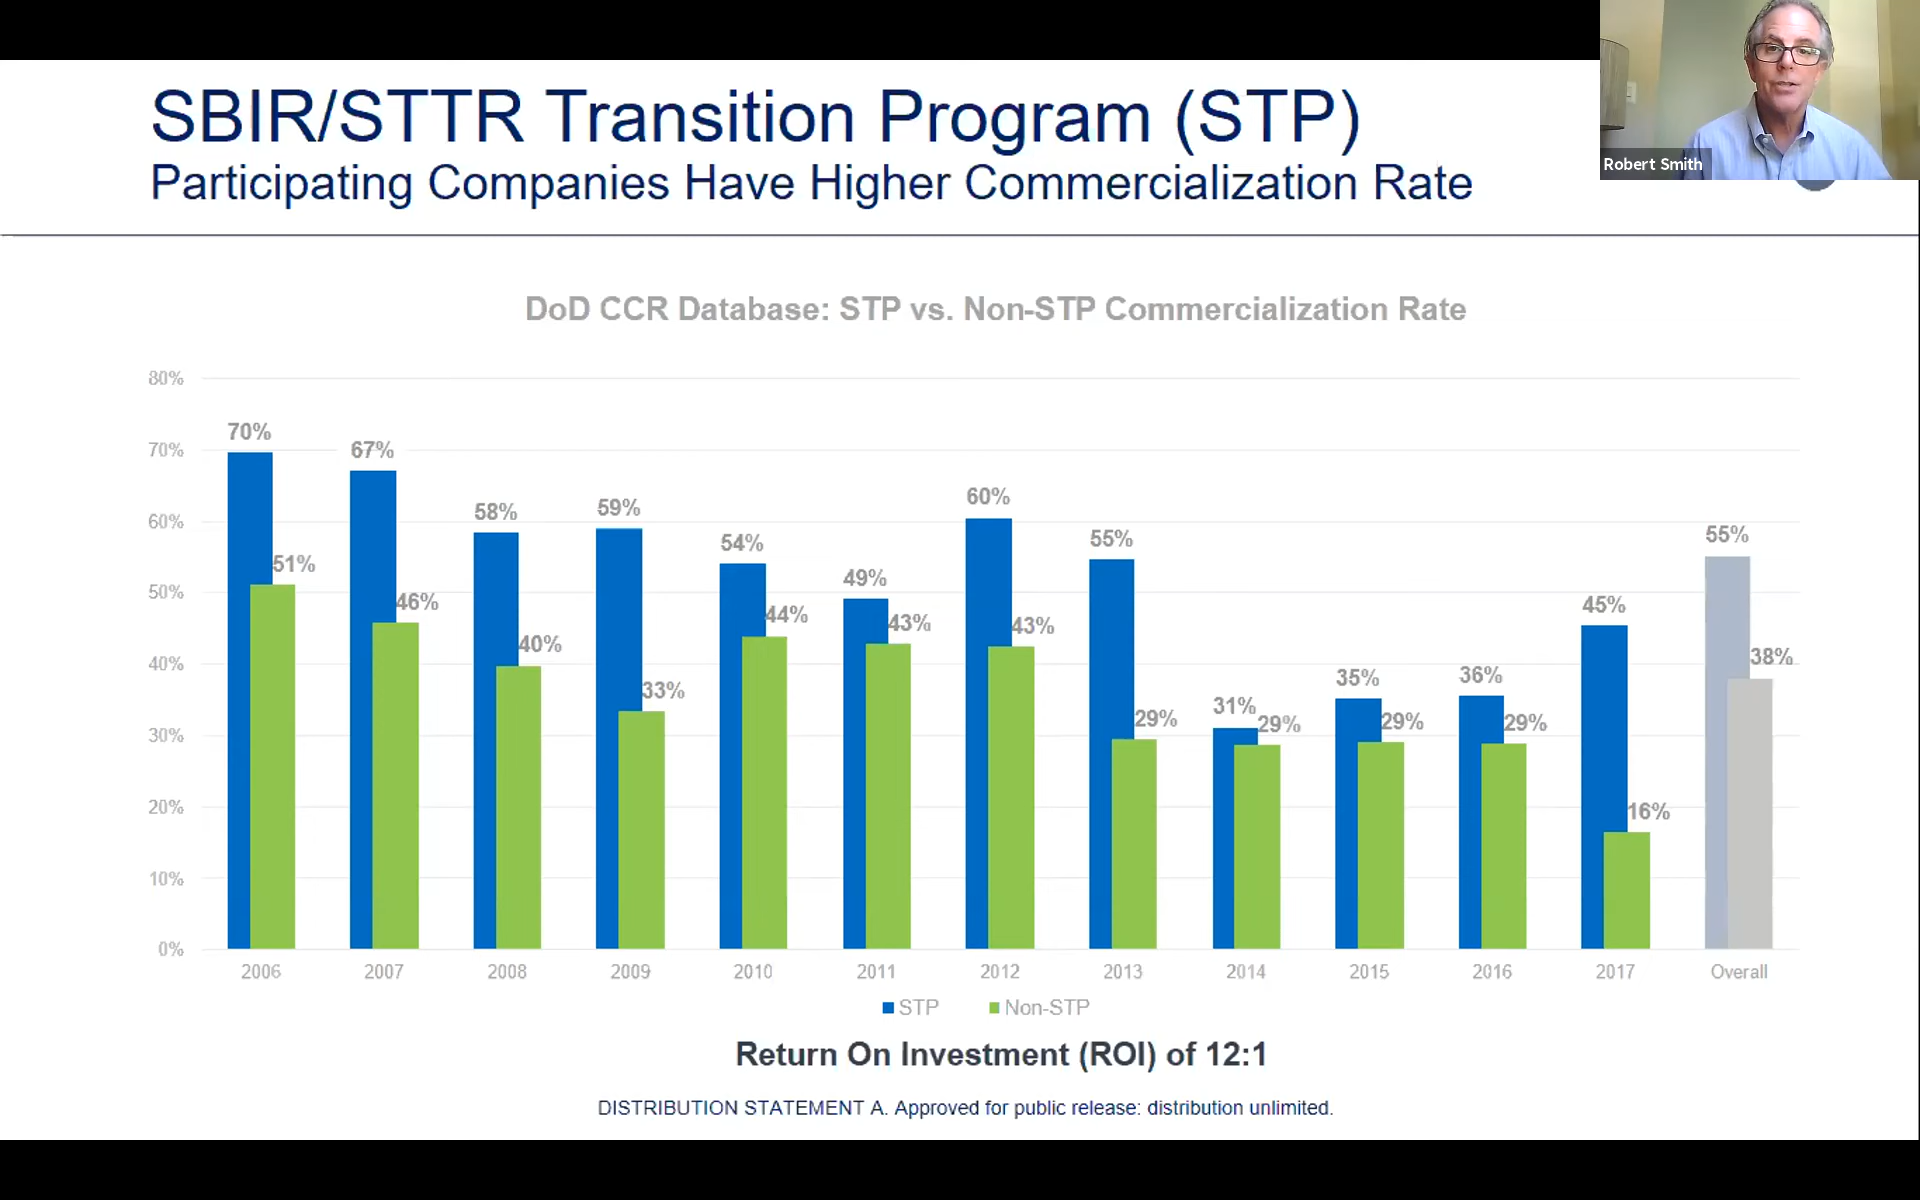 SBIR/STTR Transition Program (STP)
Participating Companies Have Higher Commercialization Rate
Robert Smith
DoD CCR Database: STP vs. Non-STP Commercialization Rate
80%
70%
60%
50%
40%
30%
20%
10%
0%
70% 51%
67% 46%
58% 40%
59% 33%
54% 44%
49% 43%
60% 43%
55% 29%
31% 29%
35% 29%
36% 29%
45% 16%
55% 38%
2006 2007 2008 2009 2010 2011 2012 2013 2014 2015 2016 2017 Overall
STP Non-STP
Return On Investment (ROI) of 12:1
DISTRIBUTION STATEMENT A. Approved for public release: distribution unlimited.